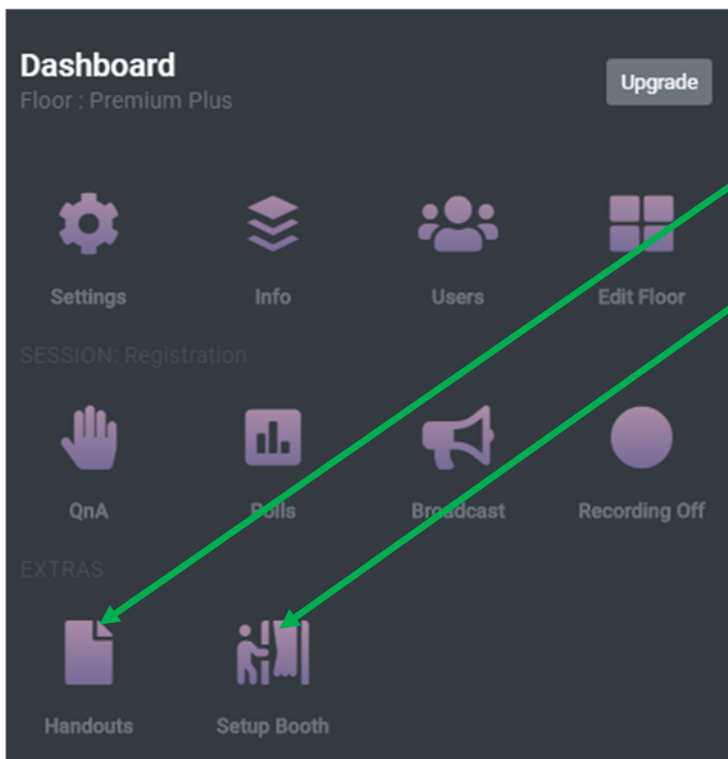 Dashboard
Upgrade
Floor : Premium Plus
Settings Info Users Edit Floor
SESSION: Registration
QnA Polls Broadcast Recording Off
EXTRAS
Handouts Setup Booth